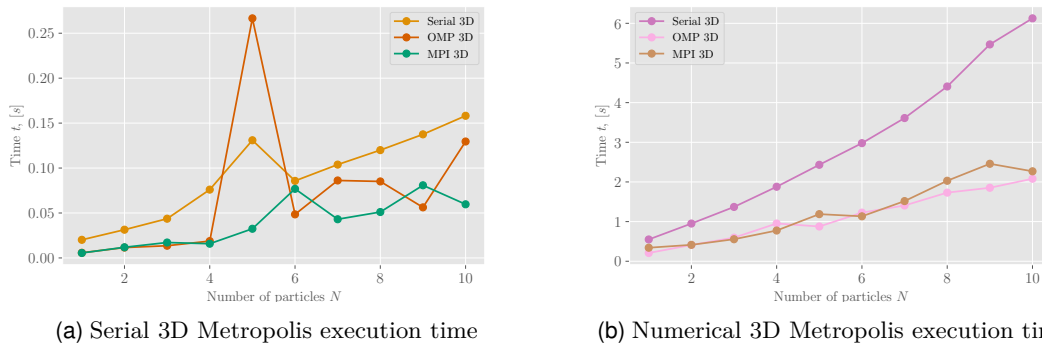 0.25
0.20
0.15
0.10
0.05
0.00
Time t, [s]
2 4 6 8 10
Number of particles N
Serial 3D
OMP 3D
MPI 3D
(a) Serial 3D Metropolis execution time
6
5
4
3
2
1
0
Time t, [s]
2 4 6 8 10
Number of particles N
Serial 3D
OMP 3D
MPI 3D
(b) Numerical 3D Metropolis execution tim